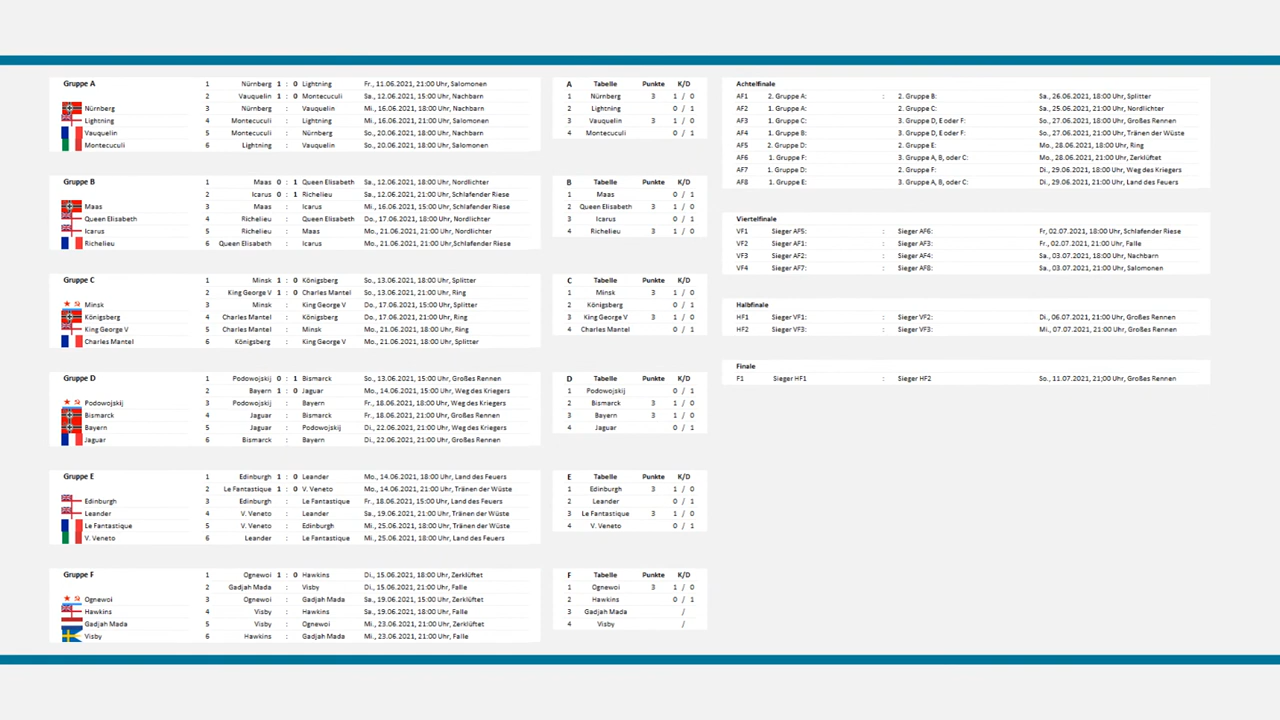 Gruppe A
1 Nürnberg 1 : 0 Lightning Fr., 11.06.2021, 21:00 Uhr, Salomonen
2 Vauquelin 1 : 0 Montecuculi Sa., 12.06.2021, 15:00 Uhr, Nachbarn
Nürnberg 3 Nürnberg : Vauquelin Mi., 16.06.2021, 18:00 Uhr, Nachbarn
Lightning 4 Montecuculi : Lightning Mi., 16.06.2021, 21:00 Uhr, Salomonen
Vauquelin 5 Montecuculi : Nürnberg So., 20.06.2021, 18:00 Uhr, Nachbarn
Montecuculi 6 Lightning : Vauquelin So., 20.06.2021, 18:00 Uhr, Salomonen
Gruppe B
1 Maas 0 : 1 Queen Elisabeth Sa., 12.06.2021, 18:00 Uhr, Nordlichter
2 Icarus 0 : 1 Richelieu Sa., 12.06.2021, 21:00 Uhr, Schlafender Riese
Maas 3 Maas : Icarus Mi., 16.06.2021, 15:00 Uhr, Schlafender Riese
Queen Elisabeth 4 Richelieu : Queen Elisabeth Do., 17.06.2021, 18:00 Uhr, Nordlichter
Icarus 5 Richelieu : Maas Mo., 21.06.2021, 21:00 Uhr, Nordlichter
Richelieu 6 Queen Elisabeth : Icarus Mo., 21.06.2021, 21:00 Uhr,Schlafender Riese
Gruppe C
1 Minsk 1 : 0 Königsberg So., 13.06.2021, 18:00 Uhr, Splitter
2 King George V 1 : 0 Charles Mantel So., 13.06.2021, 21:00 Uhr, Ring
Minsk 3 Minsk : King George V Do., 17.06.2021, 15:00 Uhr, Splitter
Königsberg 4 Charles Mantel : Königsberg Do., 17.06.2021, 21:00 Uhr, Ring
King George V 5 Charles Mantel : Minsk Mo., 21.06.2021, 18:00 Uhr, Ring
Charles Mantel 6 Königsberg : King George V Mo., 21.06.2021, 18:00 Uhr, Splitter
Gruppe D
1 Podowojskij 0 : 1 Bismarck So., 13.06.2021, 15:00 Uhr, Großes Rennen
2 Bayern 1 : 0 Jaguar Mo., 14.06.2021, 15:00 Uhr, Weg des Kriegers
Podowojskij 3 Podowojskij : Bayern Fr., 18.06.2021, 18:00 Uhr, Weg des Kriegers
Bismarck 4 Jaguar : Bismarck Fr., 18.06.2021, 21:00 Uhr, Großes Rennen
Bayern 5 Jaguar : Podowojskij Di., 22.06.2021, 21:00 Uhr, Weg des Kriegers
Jaguar 6 Bismarck : Bayern Di., 22.06.2021, 21:00 Uhr, Großes Rennen
Gruppe E
1 Edinburgh 1 : 0 Leander Mo., 14.06.2021, 18:00 Uhr, Land des Feuers
2 Le Fantastique 1 : 0 V. Veneto Mo., 14.06.2021, 21:00 Uhr, Tränen der Wüste
Edinburgh 3 Edinburgh : Le Fantastique Fr., 18.06.2021, 15:00 Uhr, Land des Feuers
Leander 4 V. Veneto : Leander Sa., 19.06.2021, 21:00 Uhr, Tränen der Wüste
Le Fantastique 5 V. Veneto : Edinburgh Mi., 25.06.2021, 18:00 Uhr, Tränen der Wüste
V. Veneto 6 Leander : Le Fantastique Mi., 25.06.2021, 18:00 Uhr, Land des Feuers
Gruppe F
1 Ognewoi 1 : 0 Hawkins Di., 15.06.2021, 18:00 Uhr, Zerklüftet
2 Gadjah Mada : Visby Di., 15.06.2021, 21:00 Uhr, Falle
Ognewoi 3 Ognewoi : Gadjah Mada Sa., 19.06.2021, 15:00 Uhr, Zerklüftet
Hawkins 4 Visby : Hawkins Sa., 19.06.2021, 18:00 Uhr, Falle
Gadjah Mada 5 Visby : Ognewoi Mi., 23.06.2021, 21:00 Uhr, Zerklüftet
Visby 6 Hawkins : Gadjah Mada Mi., 23.06.2021, 21:00 Uhr, Falle
A Tabelle Punkte K/D
1 Nürnberg 3 1 / 0
2 Lightning 0 / 1
3 Vauquelin 3 1 / 0
4 Montecuculi 0 / 1
B Tabelle Punkte K/D
1 Maas 0 / 1
2 Queen Elisabeth 3 1 / 0
3 Icarus 0 / 1
4 Richelieu 3 1 / 0
C Tabelle Punkte K/D
1 Minsk 3 1 / 0
2 Königsberg 0 / 1
3 King George V 3 1 / 0
4 Charles Mantel 0 / 1
D Tabelle Punkte K/D
1 Podowojskij 0 / 1
2 Bismarck 3 1 / 0
3 Bayern 3 1 / 0
4 Jaguar 0 / 1
E Tabelle Punkte K/D
1 Edinburgh 3 1 / 0
2 Leander 0 / 1
3 Le Fantastique 3 1 / 0
4 V. Veneto 0 / 1
F Tabelle Punkte K/D
1 Ognewoi 3 1 / 0
2 Hawkins 0 / 1
3 Gadjah Mada /
4 Visby /
Achtelfinale
AF1 2. Gruppe A: : 2. Gruppe B: Sa., 26.06.2021, 18:00 Uhr, Splitter
AF2 1. Gruppe A: 2. Gruppe C: Sa., 25.06.2021, 21:00 Uhr, Nordlichter
AF3 1. Gruppe C: 3. Gruppe D, E oder F: So., 27.06.2021, 18:00 Uhr, Großes Rennen
AF4 1. Gruppe B: 3. Gruppe D, E oder F: So., 27.06.2021, 21:00 Uhr, Tränen der Wüste
AF5 2. Gruppe D: 2. Gruppe E: Mo., 28.06.2021, 18:00 Uhr, Ring
AF6 1. Gruppe F: 3. Gruppe A, B, oder C: Mo., 28.06.2021, 21:00 Uhr, Zerklüftet
AF7 1. Gruppe D: 2. Gruppe F: Di., 29.06.2021, 18:00 Uhr, Weg des Kriegers
AF8 1. Gruppe E: 3. Gruppe A, B, oder C: Di., 29.06.2021, 21:00 Uhr, Land des Feuers
Viertelfinale
VF1 Sieger AF5: : Sieger AF6: Fr, 02.07.2021, 18:00 Uhr, Schlafender Riese
VF2 Sieger AF1: : Sieger AF3: Fr., 02.07.2021, 21:00 Uhr, Falle
VF3 Sieger AF2: : Sieger AF4: Sa., 03.07.2021, 18:00 Uhr, Nachbarn
VF4 Sieger AF7: : Sieger AF8: Sa., 03.07.2021, 21:00 Uhr, Salomonen
Halbfinale
HF1 Sieger VF1: : Sieger VF2: Di., 06.07.2021, 21:00 Uhr, Großes Rennen
HF2 Sieger VF3: : Sieger VF3: Mi., 07.07.2021, 21:00 Uhr, Großes Rennen
Finale
F1 Sieger HF1 : Sieger HF2 So., 11.07.2021, 21;00 Uhr, Großes Rennen